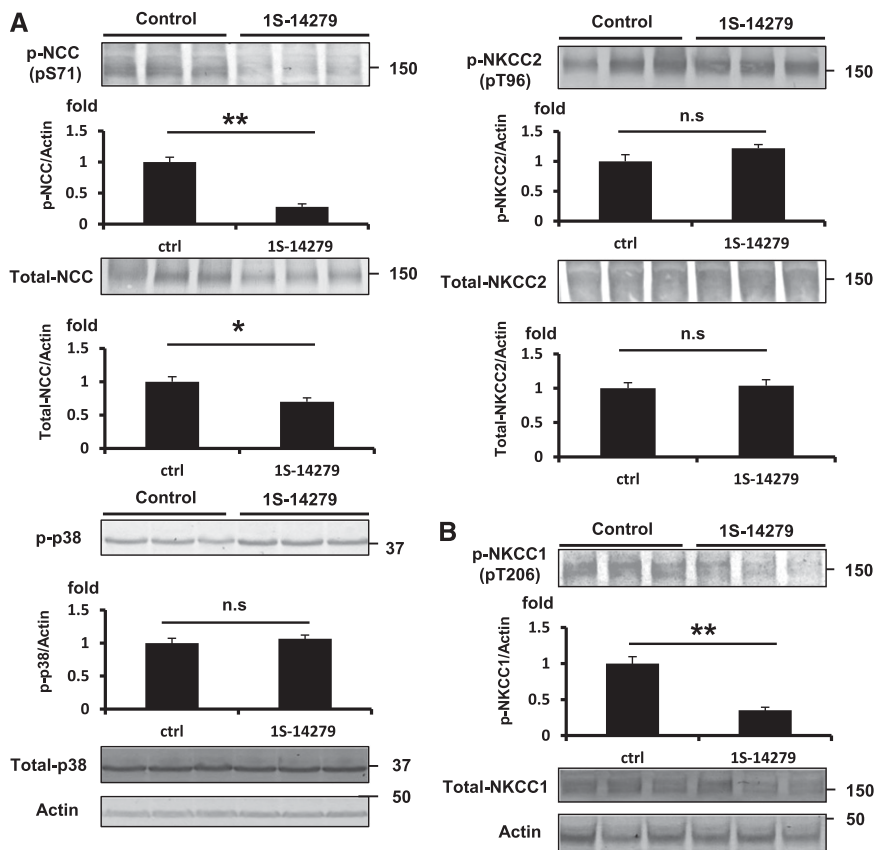 A
Control 1S-14279
p-NCC
(pS71)
150
fold
**
1.5
1
0.5
0
p-NCC/Actin
ctrl 1S-14279
Total-NCC
150
fold
*
1.5
1
0.5
0
Total-NCC/Actin
ctrl 1S-14279
Control 1S-14279
p-p38
37
fold
n.s
1.5
1
0.5
0
p-p38/Actin
ctrl 1S-14279
Total-p38
37
50
Actin
Control 1S-14279
p-NKCC2
(pT96)
150
fold
n.s
1.5
1
0.5
0
p-NKCC2/Actin
ctrl 1S-14279
Total-NKCC2
150
fold
n.s
1.5
1
0.5
0
Total-NKCC2/Actin
ctrl 1S-14279
B
Control 1S-14279
p-NKCC1
(pT206)
150
fold
**
1.5
1
0.5
0
p-NKCC1/Actin
ctrl 1S-14279
Total-NKCC1
150
50
Actin